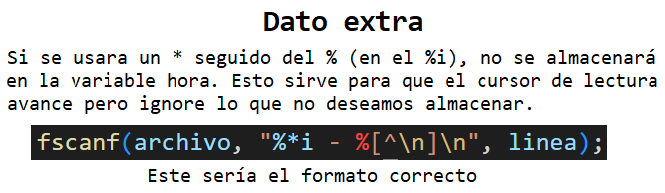 Dato extra
Si se usara un * seguido del % (en el %i), no se almacenará
en la variable hora. Esto sirve para que el cursor de lectura
avance pero ignore lo que no deseamos almacenar.
fscanf(archivo, "%*i - %[^\n]\n", linea);
Este sería el formato correcto